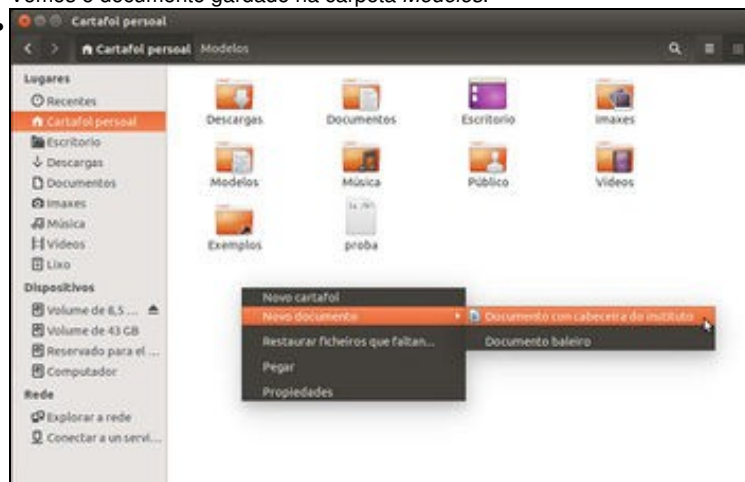 Vemos o documento gardado na carpeta Modelos.
Cartafol persoal
Cartafol persoal Modelos
Lugares
Recentes
Cartafol persoal
Escritorio
Descargas
Documentos
Imaxes
Música
Vídeos
Lixo
Dispositivos
Volume de 8,5 ...
Volume de 43 GB
Reservado para el ...
Computador
Rede
Explorar a rede
Conectar a un servi...
Descargas Documentos Escritorio Imaxes
Modelos Música Público Vídeos
Exemplos proba
Novo cartafol
Novo documento
Restaurar ficheiros que faltan...
Pegar
Propiedades
Documento con cabeceira do instituto
Documento baleiro